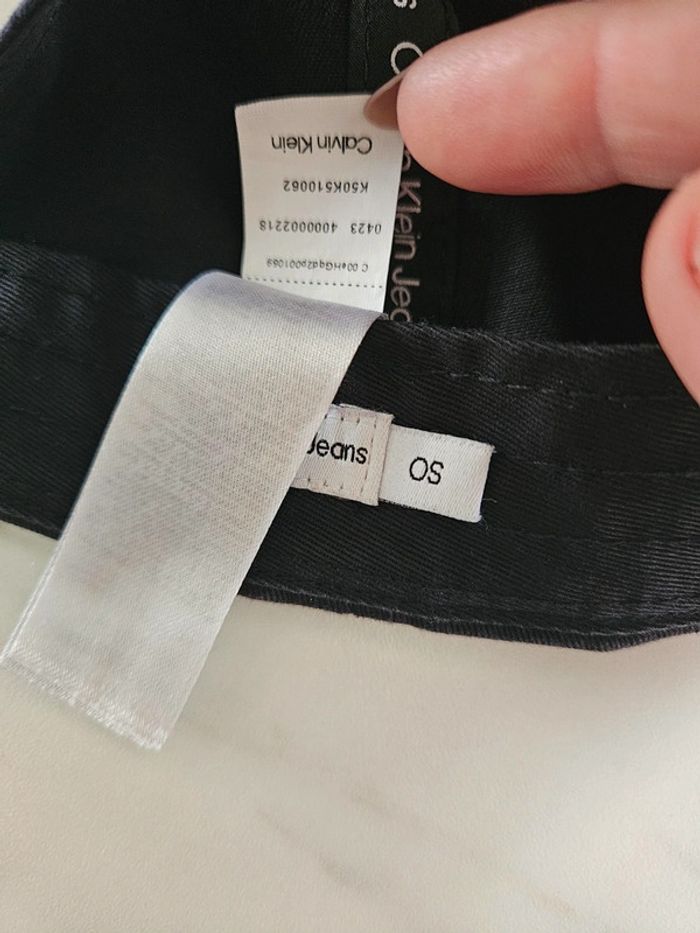 s C
Calvin Klein
K50K510062
0423 4000002218
n Klein Jea
Jeans
OS